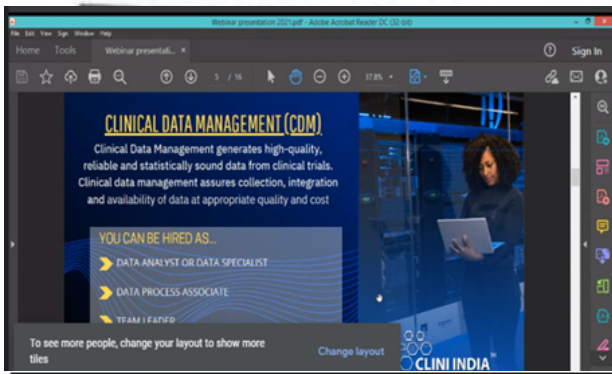 Webinar presentation 2021.pdf - Adobe Acrobat Reader DC (32-bit)
File Edit View Sign Window Help
Home Tools Webinar presentati... × Sign In
5 / 16 37.8%
CLINICAL DATA MANAGEMENT (CDM)
Clinical Data Management generates high-quality,
reliable and statistically sound data from clinical trials.
Clinical data management assures collection, integration
and availability of data at appropriate quality and cost
YOU CAN BE HIRED AS...
DATA ANALYST OR DATA SPECIALIST
DATA PROCESS ASSOCIATE
TEAM LEADER
To see more people, change your layout to show more
tiles
Change layout
CLINI INDIA